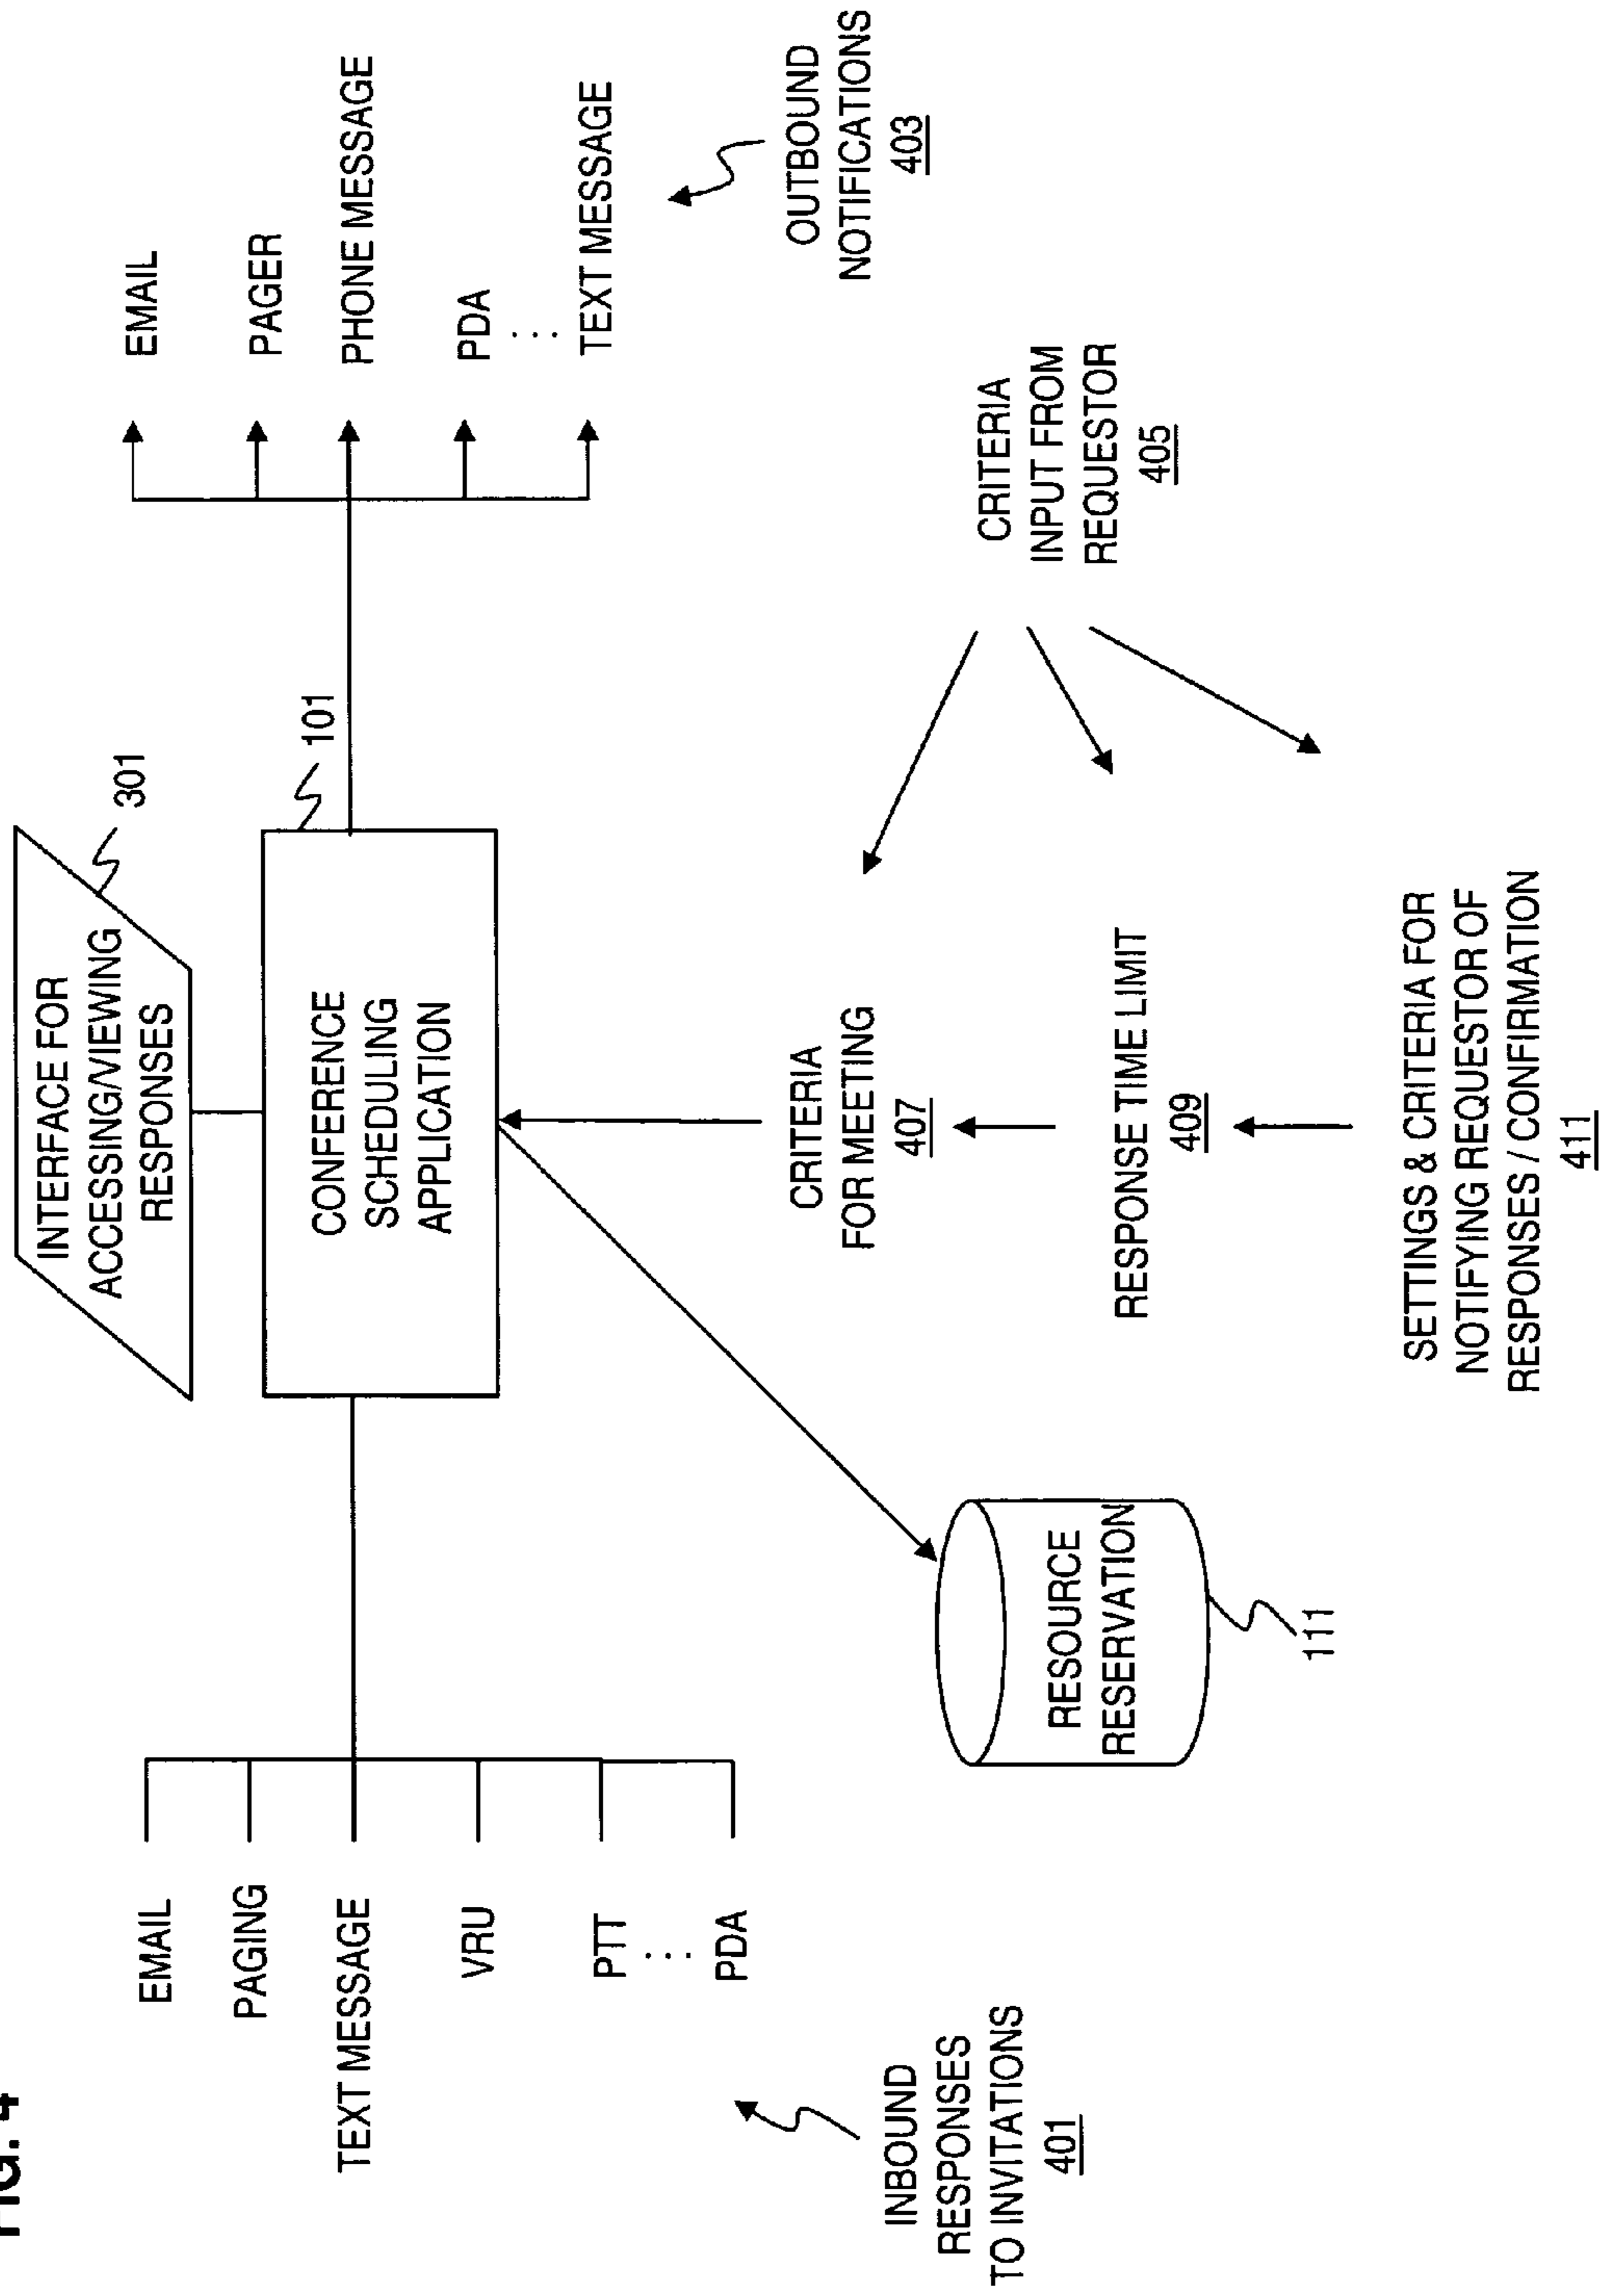 FIG. 4
INTERFACE FOR
ACCESSING/VIEWING
RESPONSES
301
CONFERENCE
SCHEDULING
APPLICATION
101
EMAIL
PAGING
TEXT MESSAGE
VRU
PTT
...
PDA
INBOUND
RESPONSES
TO INVITATIONS
401
EMAIL
PAGER
PHONE MESSAGE
PDA
...
TEXT MESSAGE
OUTBOUND
NOTIFICATIONS
403
CRITERIA
INPUT FROM
REQUESTOR
405
CRITERIA
FOR MEETING
407
RESPONSE TIME LIMIT
409
SETTINGS & CRITERIA FOR
NOTIFYING REQUESTOR OF
RESPONSES / CONFIRMATION
411
RESOURCE
RESERVATION
111